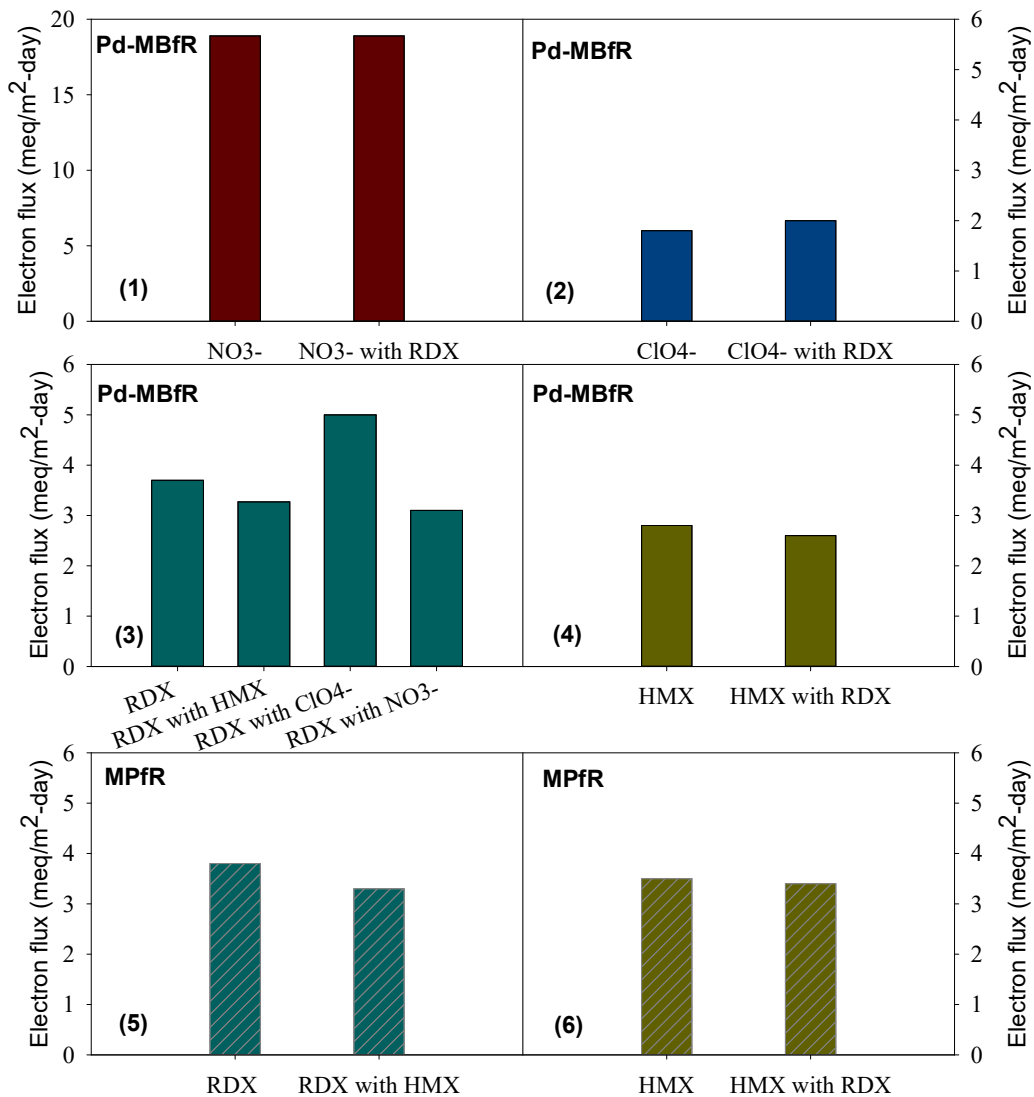 Electron flux (meq/m2-day)
20
15
10
5
0
Pd-MBfR
(1)
NO3-
NO3- with RDX
Pd-MBfR
(2)
ClO4-
ClO4- with RDX
6
5
4
3
2
1
0
Electron flux (meq/m2-day)
Electron flux (meq/m2-day)
6
5
4
3
2
1
0
Pd-MBfR
(3)
RDX
RDX with HMX
RDX with ClO4-
RDX with NO3-
Pd-MBfR
(4)
HMX
HMX with RDX
6
5
4
3
2
1
0
Electron flux (meq/m2-day)
Electron flux (meq/m2-day)
6
5
4
3
2
1
0
MPfR
(5)
RDX
RDX with HMX
MPfR
(6)
HMX
HMX with RDX
6
5
4
3
2
1
0
Electron flux (meq/m2-day)